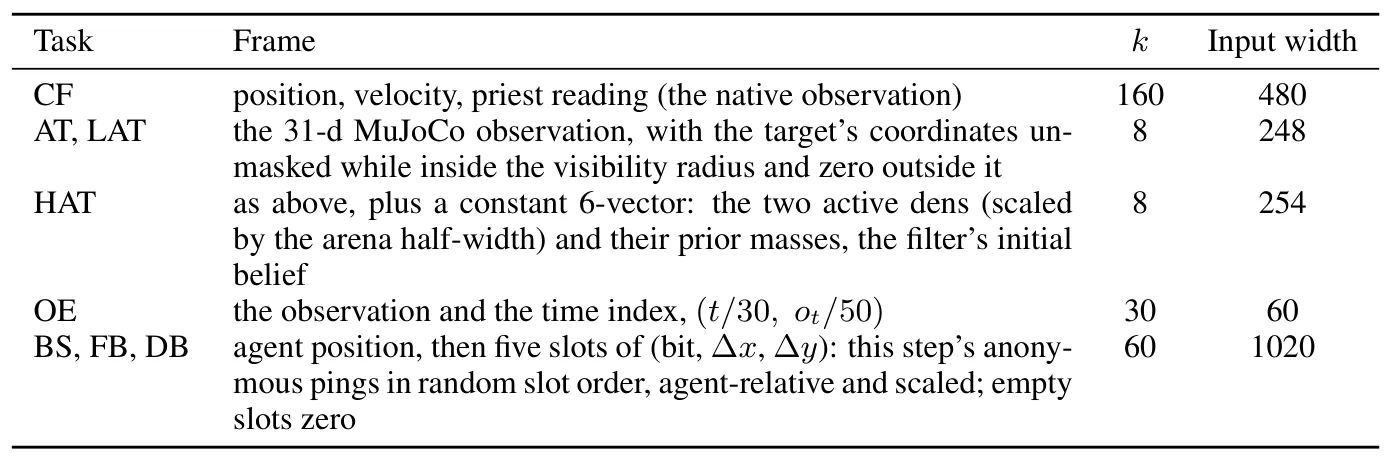 Task Frame k Input width
CF position, velocity, priest reading (the native observation) 160 480
AT, LAT the 31-d MuJoCo observation, with the target's coordinates un- 8 248
masked while inside the visibility radius and zero outside it
HAT as above, plus a constant 6-vector: the two active dens (scaled 8 254
by the arena half-width) and their prior masses, the filter's initial
belief
OE the observation and the time index, (t/30, oₜ/50) 30 60
BS, FB, DB agent position, then five slots of (bit, Δx, Δy): this step's anony- 60 1020
mous pings in random slot order, agent-relative and scaled; empty
slots zero